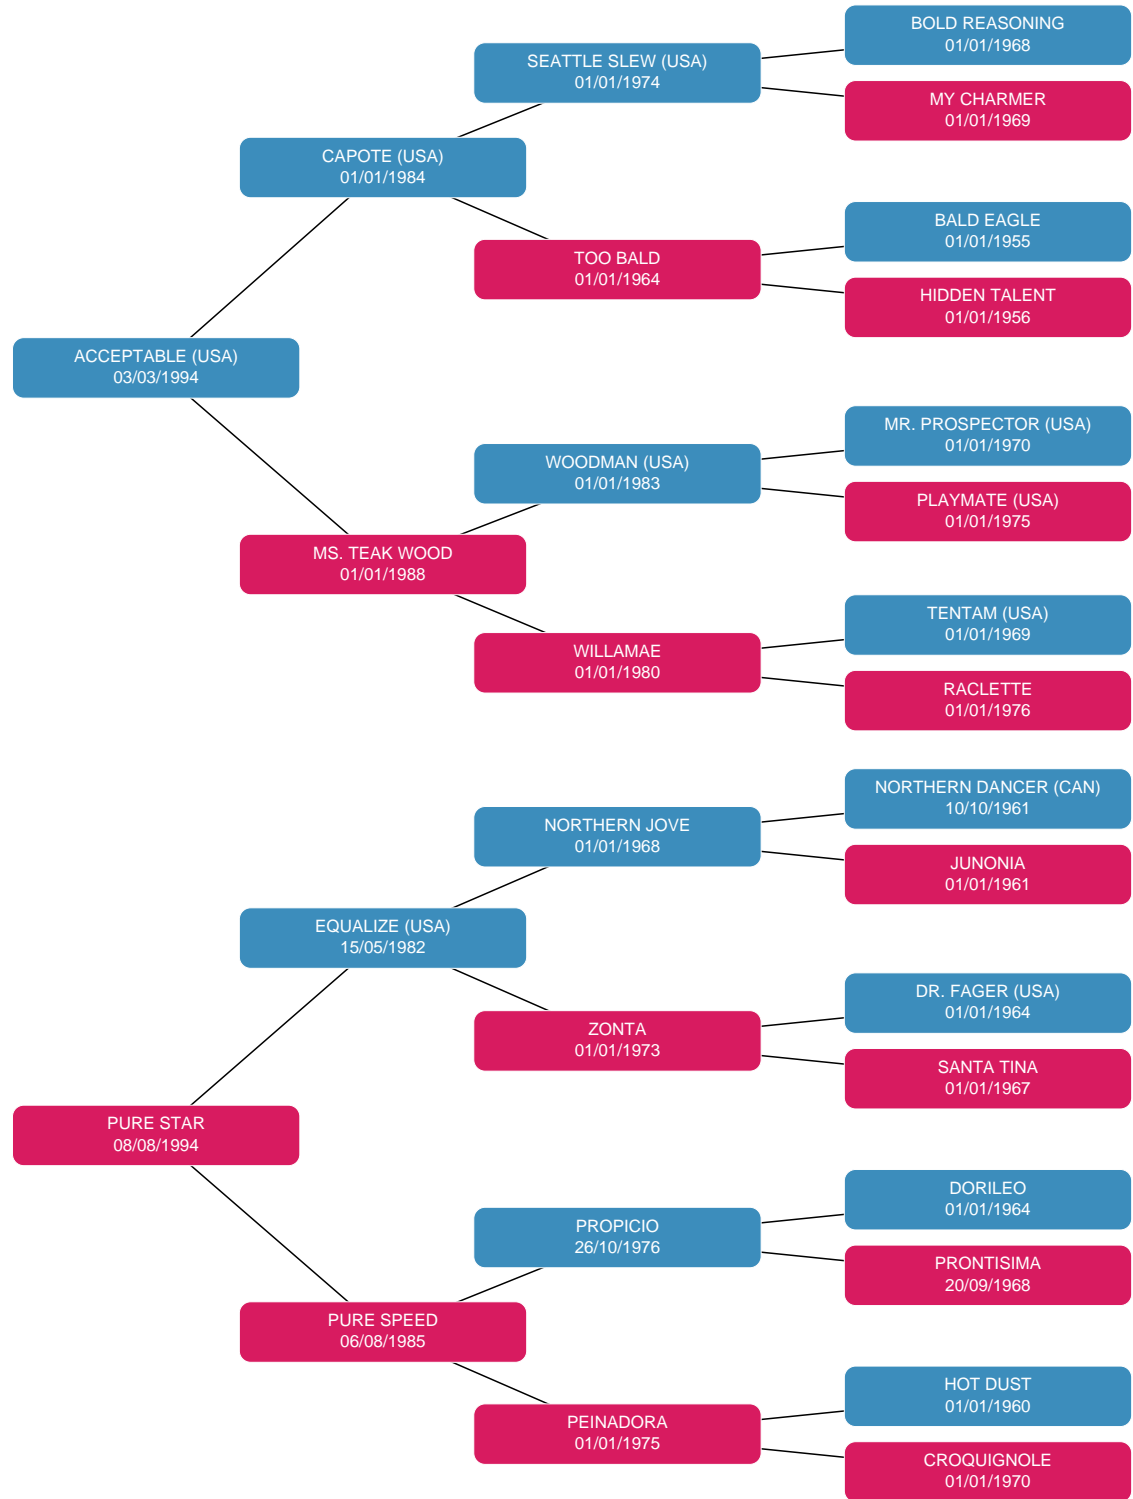 BOLD REASONING
01/01/1968
SEATTLE SLEW (USA)
01/01/1974
MY CHARMER
01/01/1969
CAPOTE (USA)
01/01/1984
BALD EAGLE
01/01/1955
TOO BALD
01/01/1964
HIDDEN TALENT
01/01/1956
ACCEPTABLE (USA)
03/03/1994
MR. PROSPECTOR (USA)
01/01/1970
WOODMAN (USA)
01/01/1983
PLAYMATE (USA)
01/01/1975
MS. TEAK WOOD
01/01/1988
TENTAM (USA)
01/01/1969
WILLAMAE
01/01/1980
RACLETTE
01/01/1976
NORTHERN DANCER (CAN)
10/10/1961
NORTHERN JOVE
01/01/1968
JUNONIA
01/01/1961
EQUALIZE (USA)
15/05/1982
DR. FAGER (USA)
01/01/1964
ZONTA
01/01/1973
SANTA TINA
01/01/1967
PURE STAR
08/08/1994
DORILEO
01/01/1964
PROPICIO
26/10/1976
PRONTISIMA
20/09/1968
PURE SPEED
06/08/1985
HOT DUST
01/01/1960
PEINADORA
01/01/1975
CROQUIGNOLE
01/01/1970